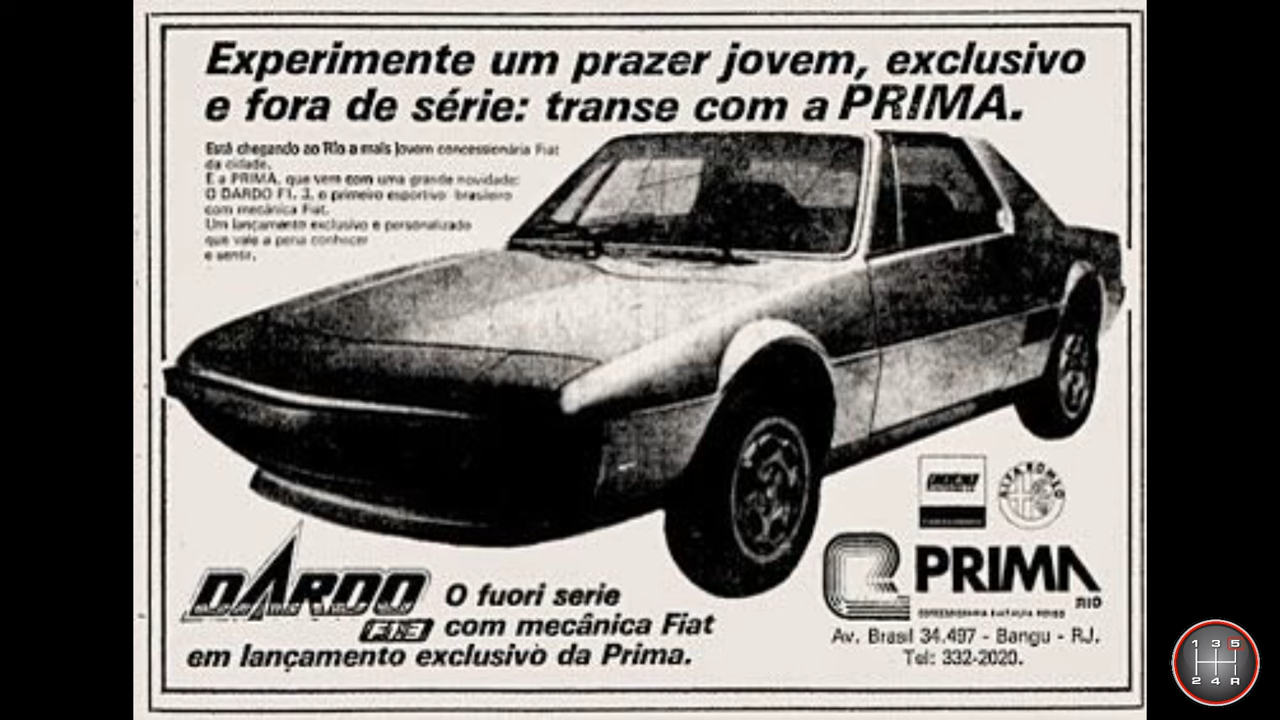 Experimente um prazer jovem, exclusivo
e fora de série: transe com a PRIMA.
Está chegando ao Rio a mais jovem concessionária Fiat
da cidade.
E a PRIMA, que vem com uma grande novidade:
O DARDO F1. 3, o primeiro esportivo brasileiro
com mecânica Fiat.
Um lançamento exclusivo e personalizado
que vale a pena conhecer
e sentir.
FIAT
ALFA ROMEO
DARDO
F1.3
O fuori serie
com mecânica Fiat
em lançamento exclusivo da Prima.
PRIMA
RIO
Av. Brasil 34.497 - Bangu - RJ.
Tel: 332-2020.
1 3 5
2 4 R